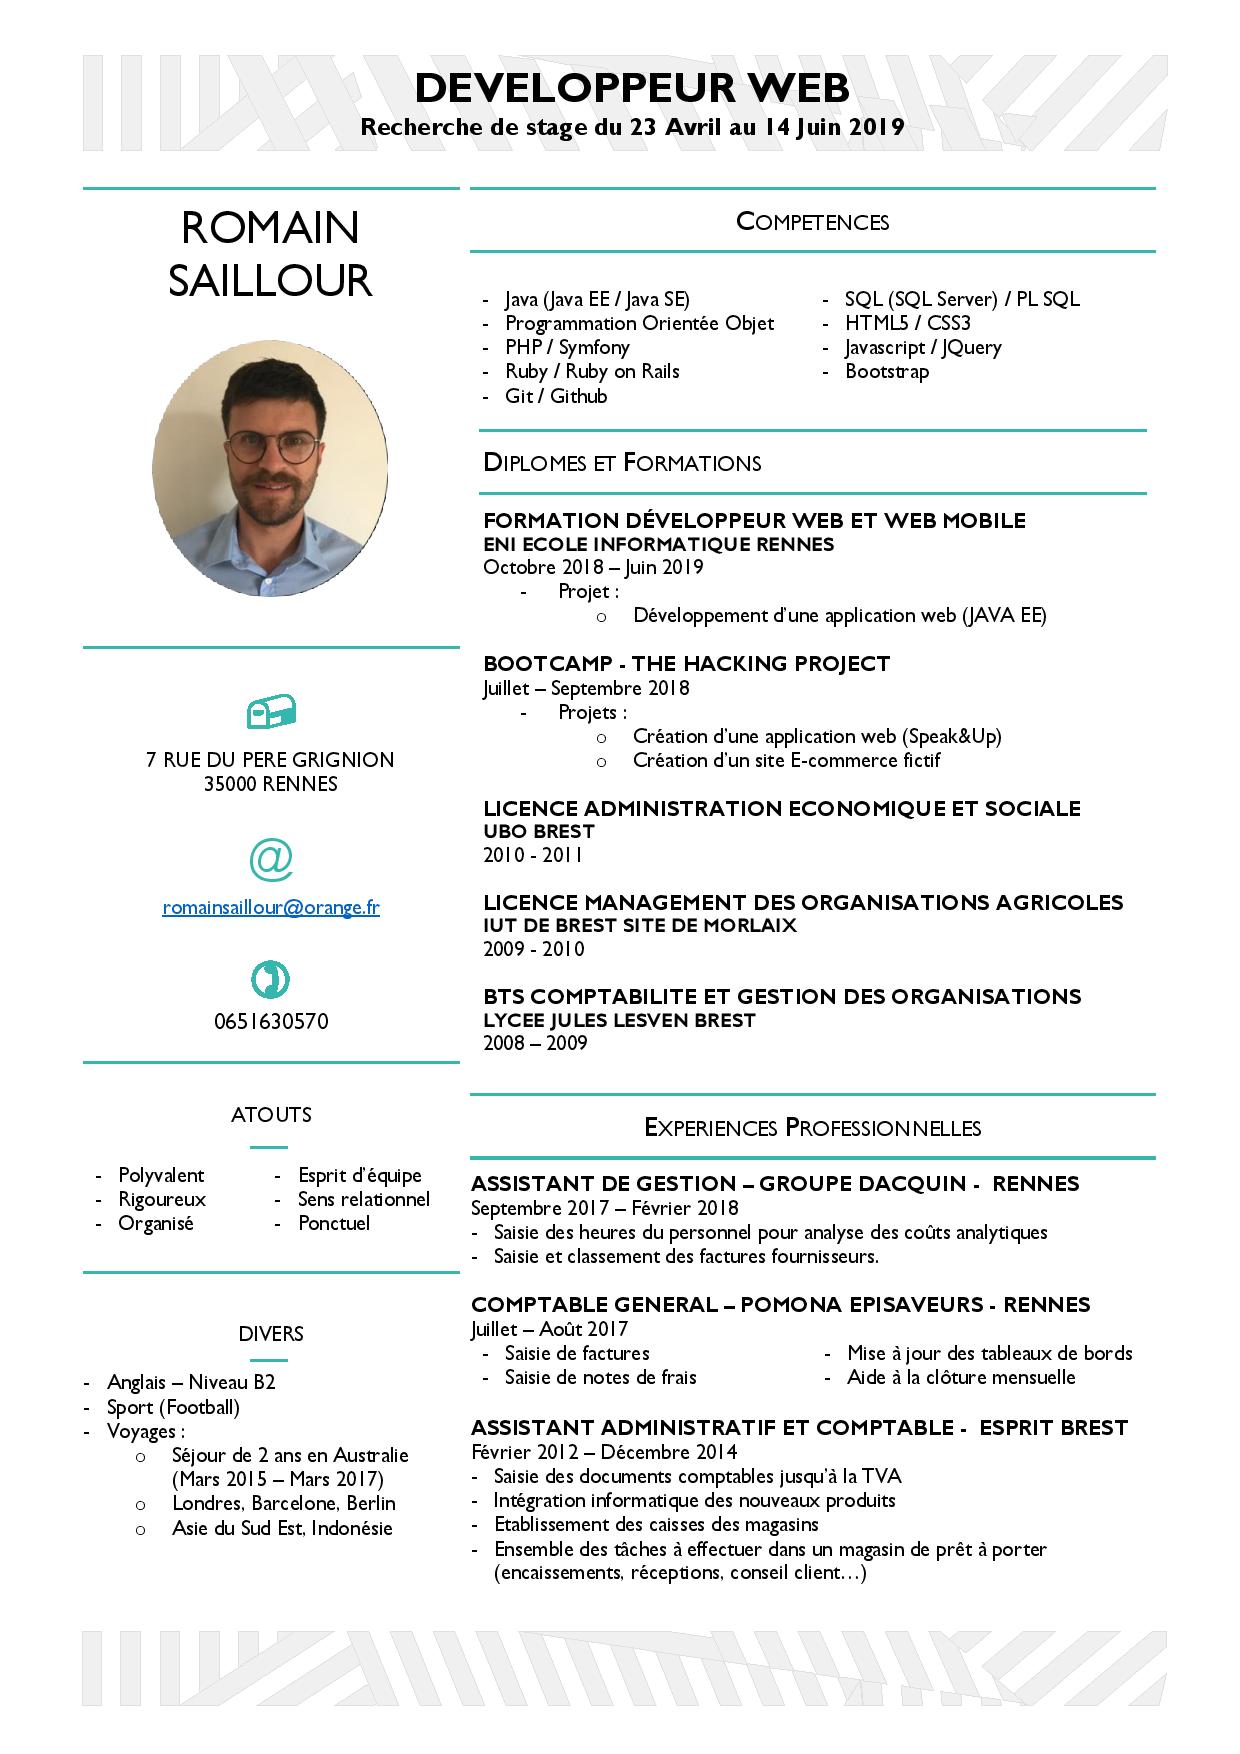 DEVELOPPEUR WEB
Recherche de stage du 23 Avril au 14 Juin 2019
ROMAIN
SAILLOUR
7 RUE DU PERE GRIGNION
35000 RENNES
@
romainsaillour@orange.fr
0651630570
ATOUTS
- Polyvalent
- Rigoureux
- Organisé
- Esprit d'équipe
- Sens relationnel
- Ponctuel
DIVERS
- Anglais – Niveau B2
- Sport (Football)
- Voyages :
o Séjour de 2 ans en Australie
(Mars 2015 – Mars 2017)
o Londres, Barcelone, Berlin
o Asie du Sud Est, Indonésie
COMPETENCES
- Java (Java EE / Java SE)
- Programmation Orientée Objet
- PHP / Symfony
- Ruby / Ruby on Rails
- Git / Github
- SQL (SQL Server) / PL SQL
- HTML5 / CSS3
- Javascript / JQuery
- Bootstrap
DIPLOMES ET FORMATIONS
FORMATION DÉVELOPPEUR WEB ET WEB MOBILE
ENI ECOLE INFORMATIQUE RENNES
Octobre 2018 – Juin 2019
- Projet :
o Développement d'une application web (JAVA EE)
BOOTCAMP - THE HACKING PROJECT
Juillet – Septembre 2018
- Projets :
o Création d'une application web (Speak&Up)
o Création d'un site E-commerce fictif
LICENCE ADMINISTRATION ECONOMIQUE ET SOCIALE
UBO BREST
2010 - 2011
LICENCE MANAGEMENT DES ORGANISATIONS AGRICOLES
IUT DE BREST SITE DE MORLAIX
2009 - 2010
BTS COMPTABILITE ET GESTION DES ORGANISATIONS
LYCEE JULES LESVEN BREST
2008 – 2009
EXPERIENCES PROFESSIONNELLES
ASSISTANT DE GESTION – GROUPE DACQUIN - RENNES
Septembre 2017 – Février 2018
- Saisie des heures du personnel pour analyse des coûts analytiques
- Saisie et classement des factures fournisseurs.
COMPTABLE GENERAL – POMONA EPISAVEURS - RENNES
Juillet – Août 2017
- Saisie de factures
- Saisie de notes de frais
- Mise à jour des tableaux de bords
- Aide à la clôture mensuelle
ASSISTANT ADMINISTRATIF ET COMPTABLE - ESPRIT BREST
Février 2012 – Décembre 2014
- Saisie des documents comptables jusqu'à la TVA
- Intégration informatique des nouveaux produits
- Etablissement des caisses des magasins
- Ensemble des tâches à effectuer dans un magasin de prêt à porter
(encaissements, réceptions, conseil client…)